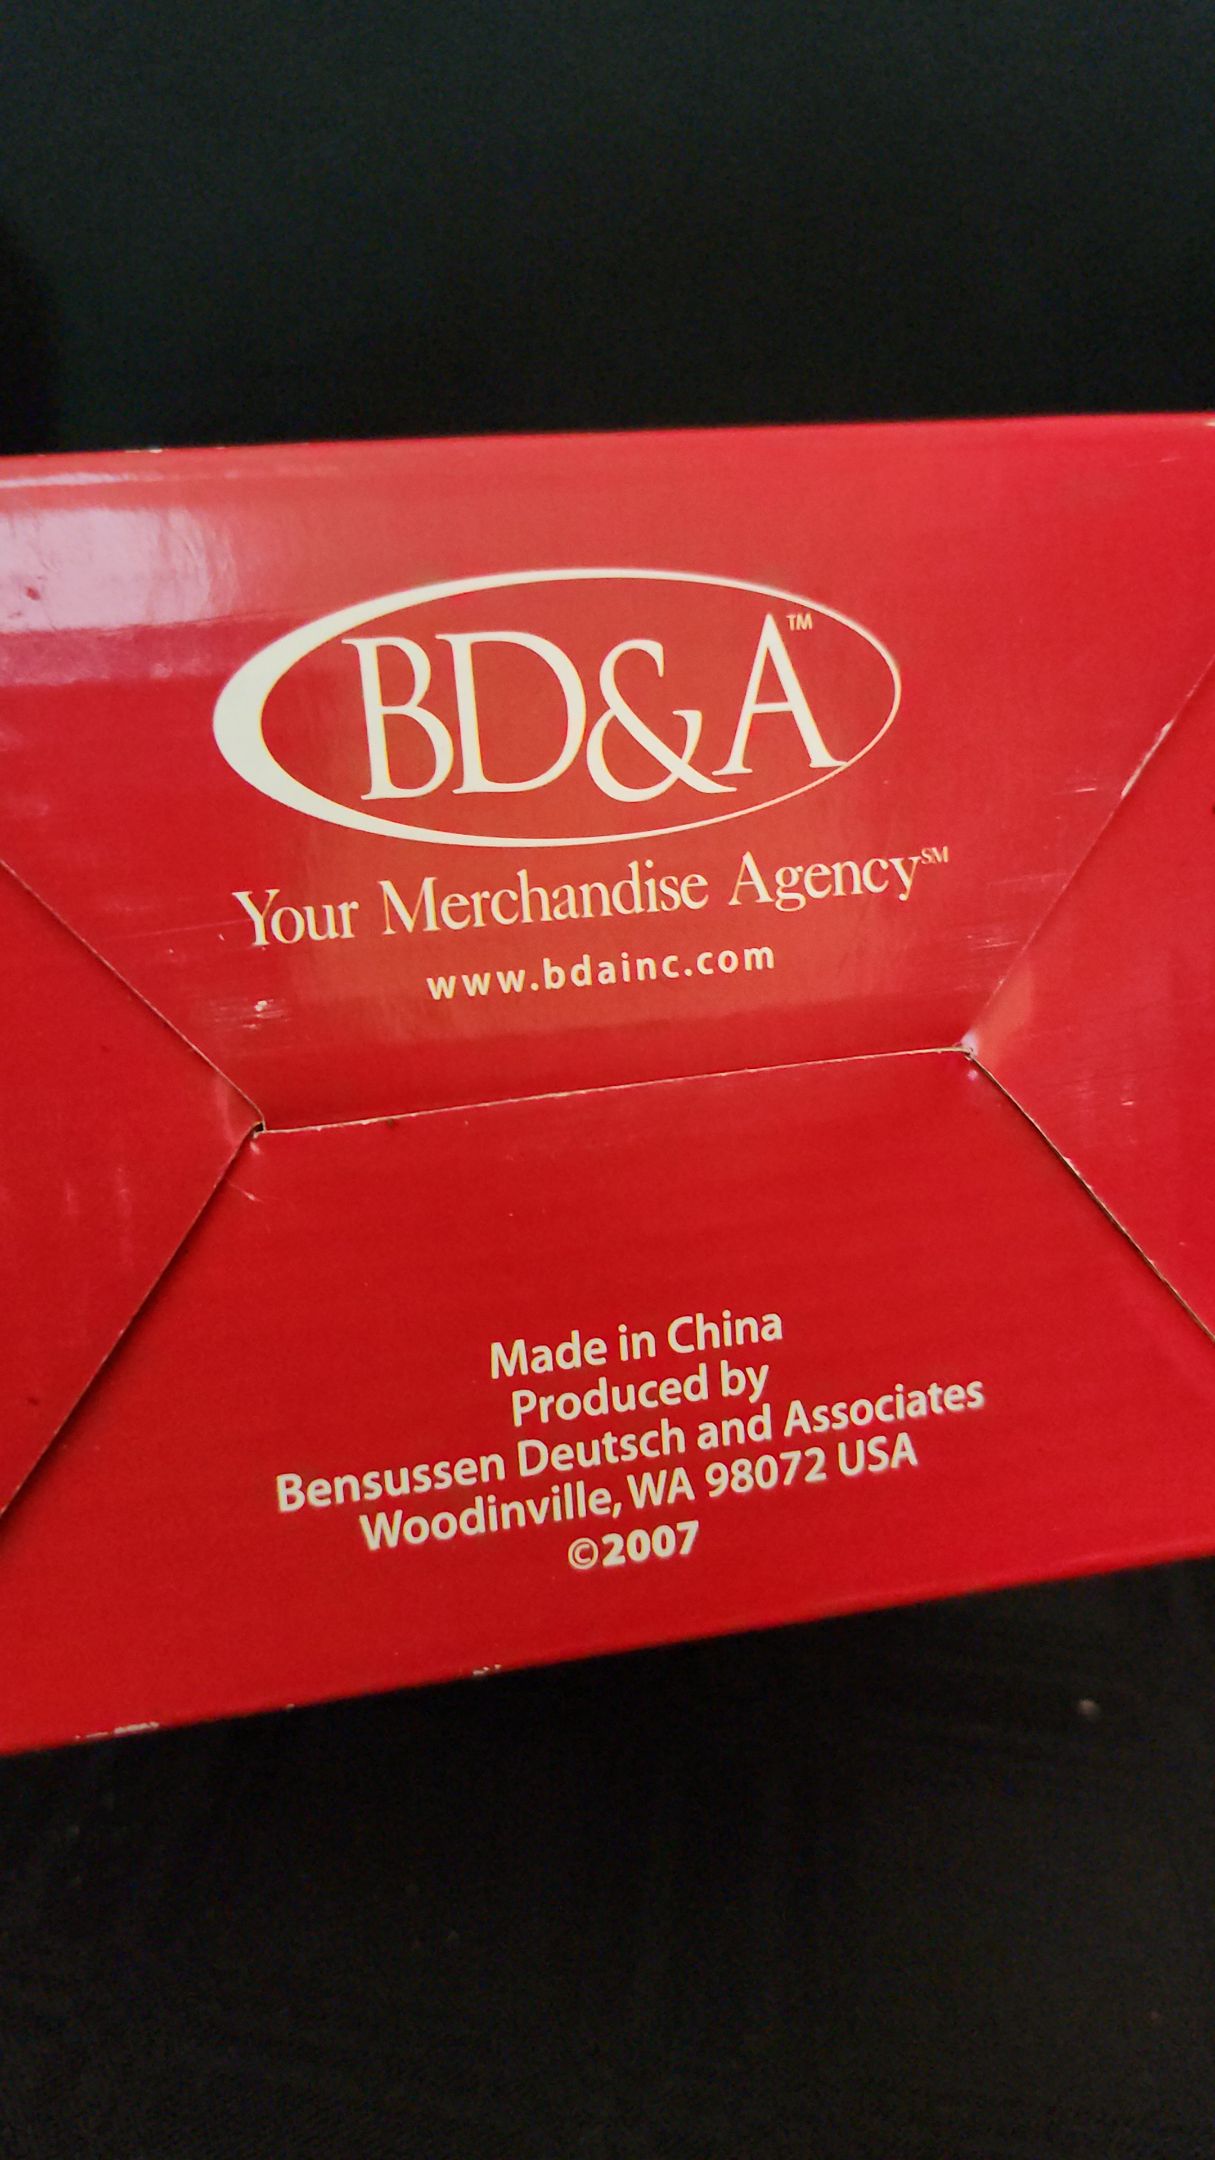 BD&A™
Your Merchandise Agency℠
www.bdainc.com
Made in China
Produced by
Bensussen Deutsch and Associates
Woodinville, WA 98072 USA
©2007